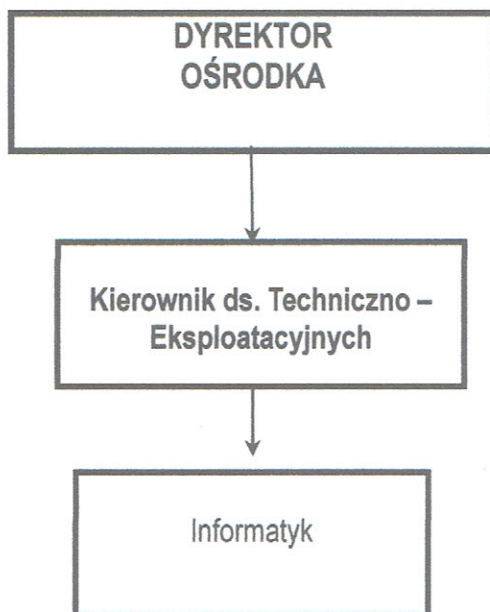 DYREKTOR
OŚRODKA
Kierownik ds. Techniczno –
Eksploatacyjnych
Informatyk